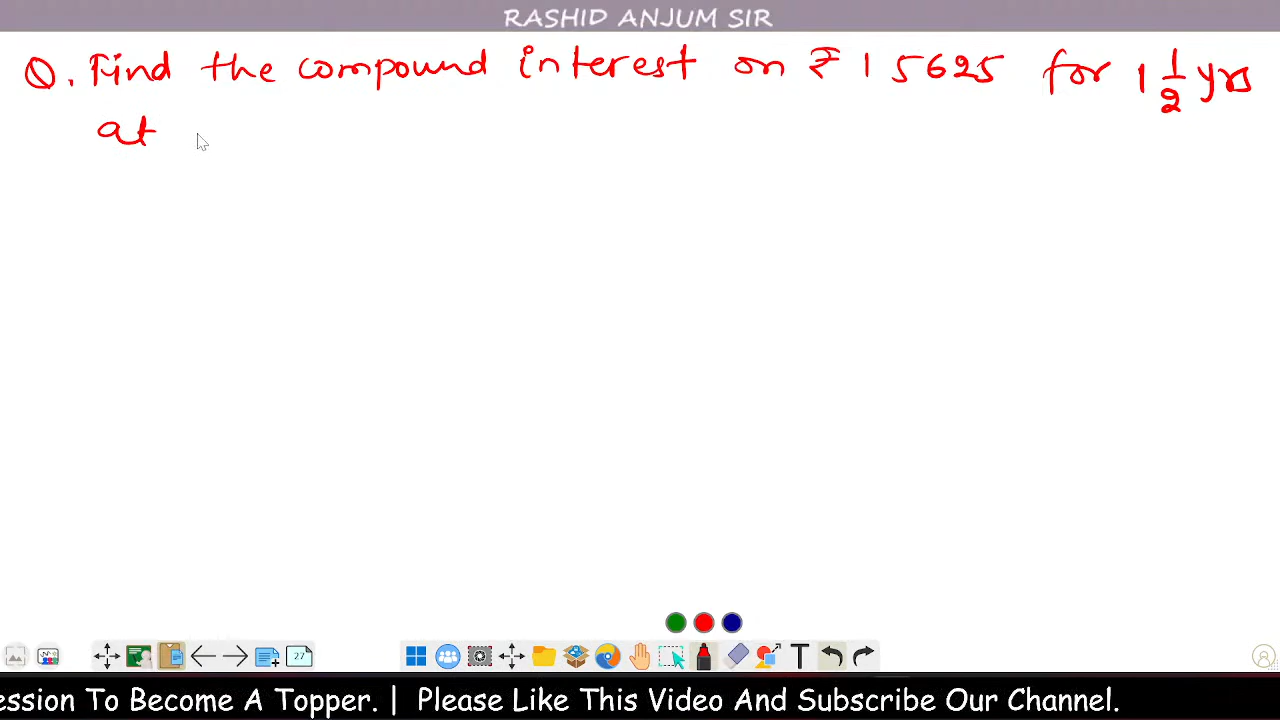 RASHID ANJUM SIR
Q. Find the compound interest on ₹ 15625 for 1 1/2 yrs
at
27
T
ession To Become A Topper. | Please Like This Video And Subscribe Our Channel.